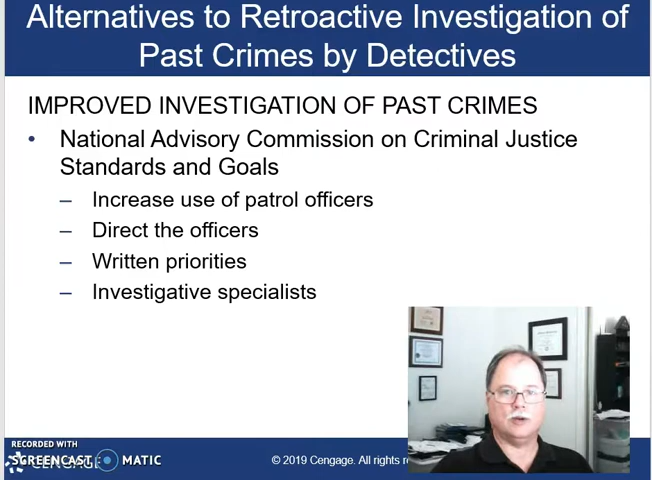 Alternatives to Retroactive Investigation of
Past Crimes by Detectives
IMPROVED INVESTIGATION OF PAST CRIMES
• National Advisory Commission on Criminal Justice
Standards and Goals
– Increase use of patrol officers
– Direct the officers
– Written priorities
– Investigative specialists
RECORDED WITH
SCREENCAST MATIC
CENGAGE
© 2019 Cengage. All rights